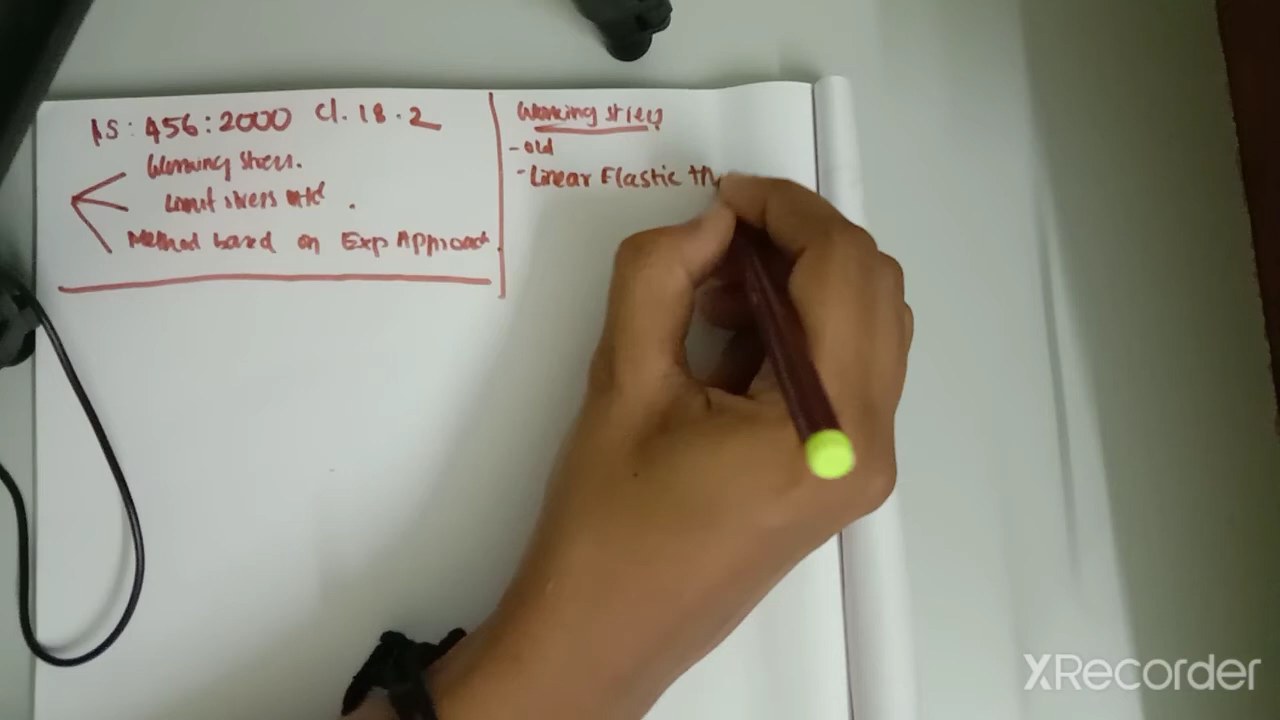 IS: 456:2000 Cl. 18.2
Working stress.
Limit stress mtd.
Method based on Exp Approach.
Working stress
- Old
- Linear Elastic th
XRecorder